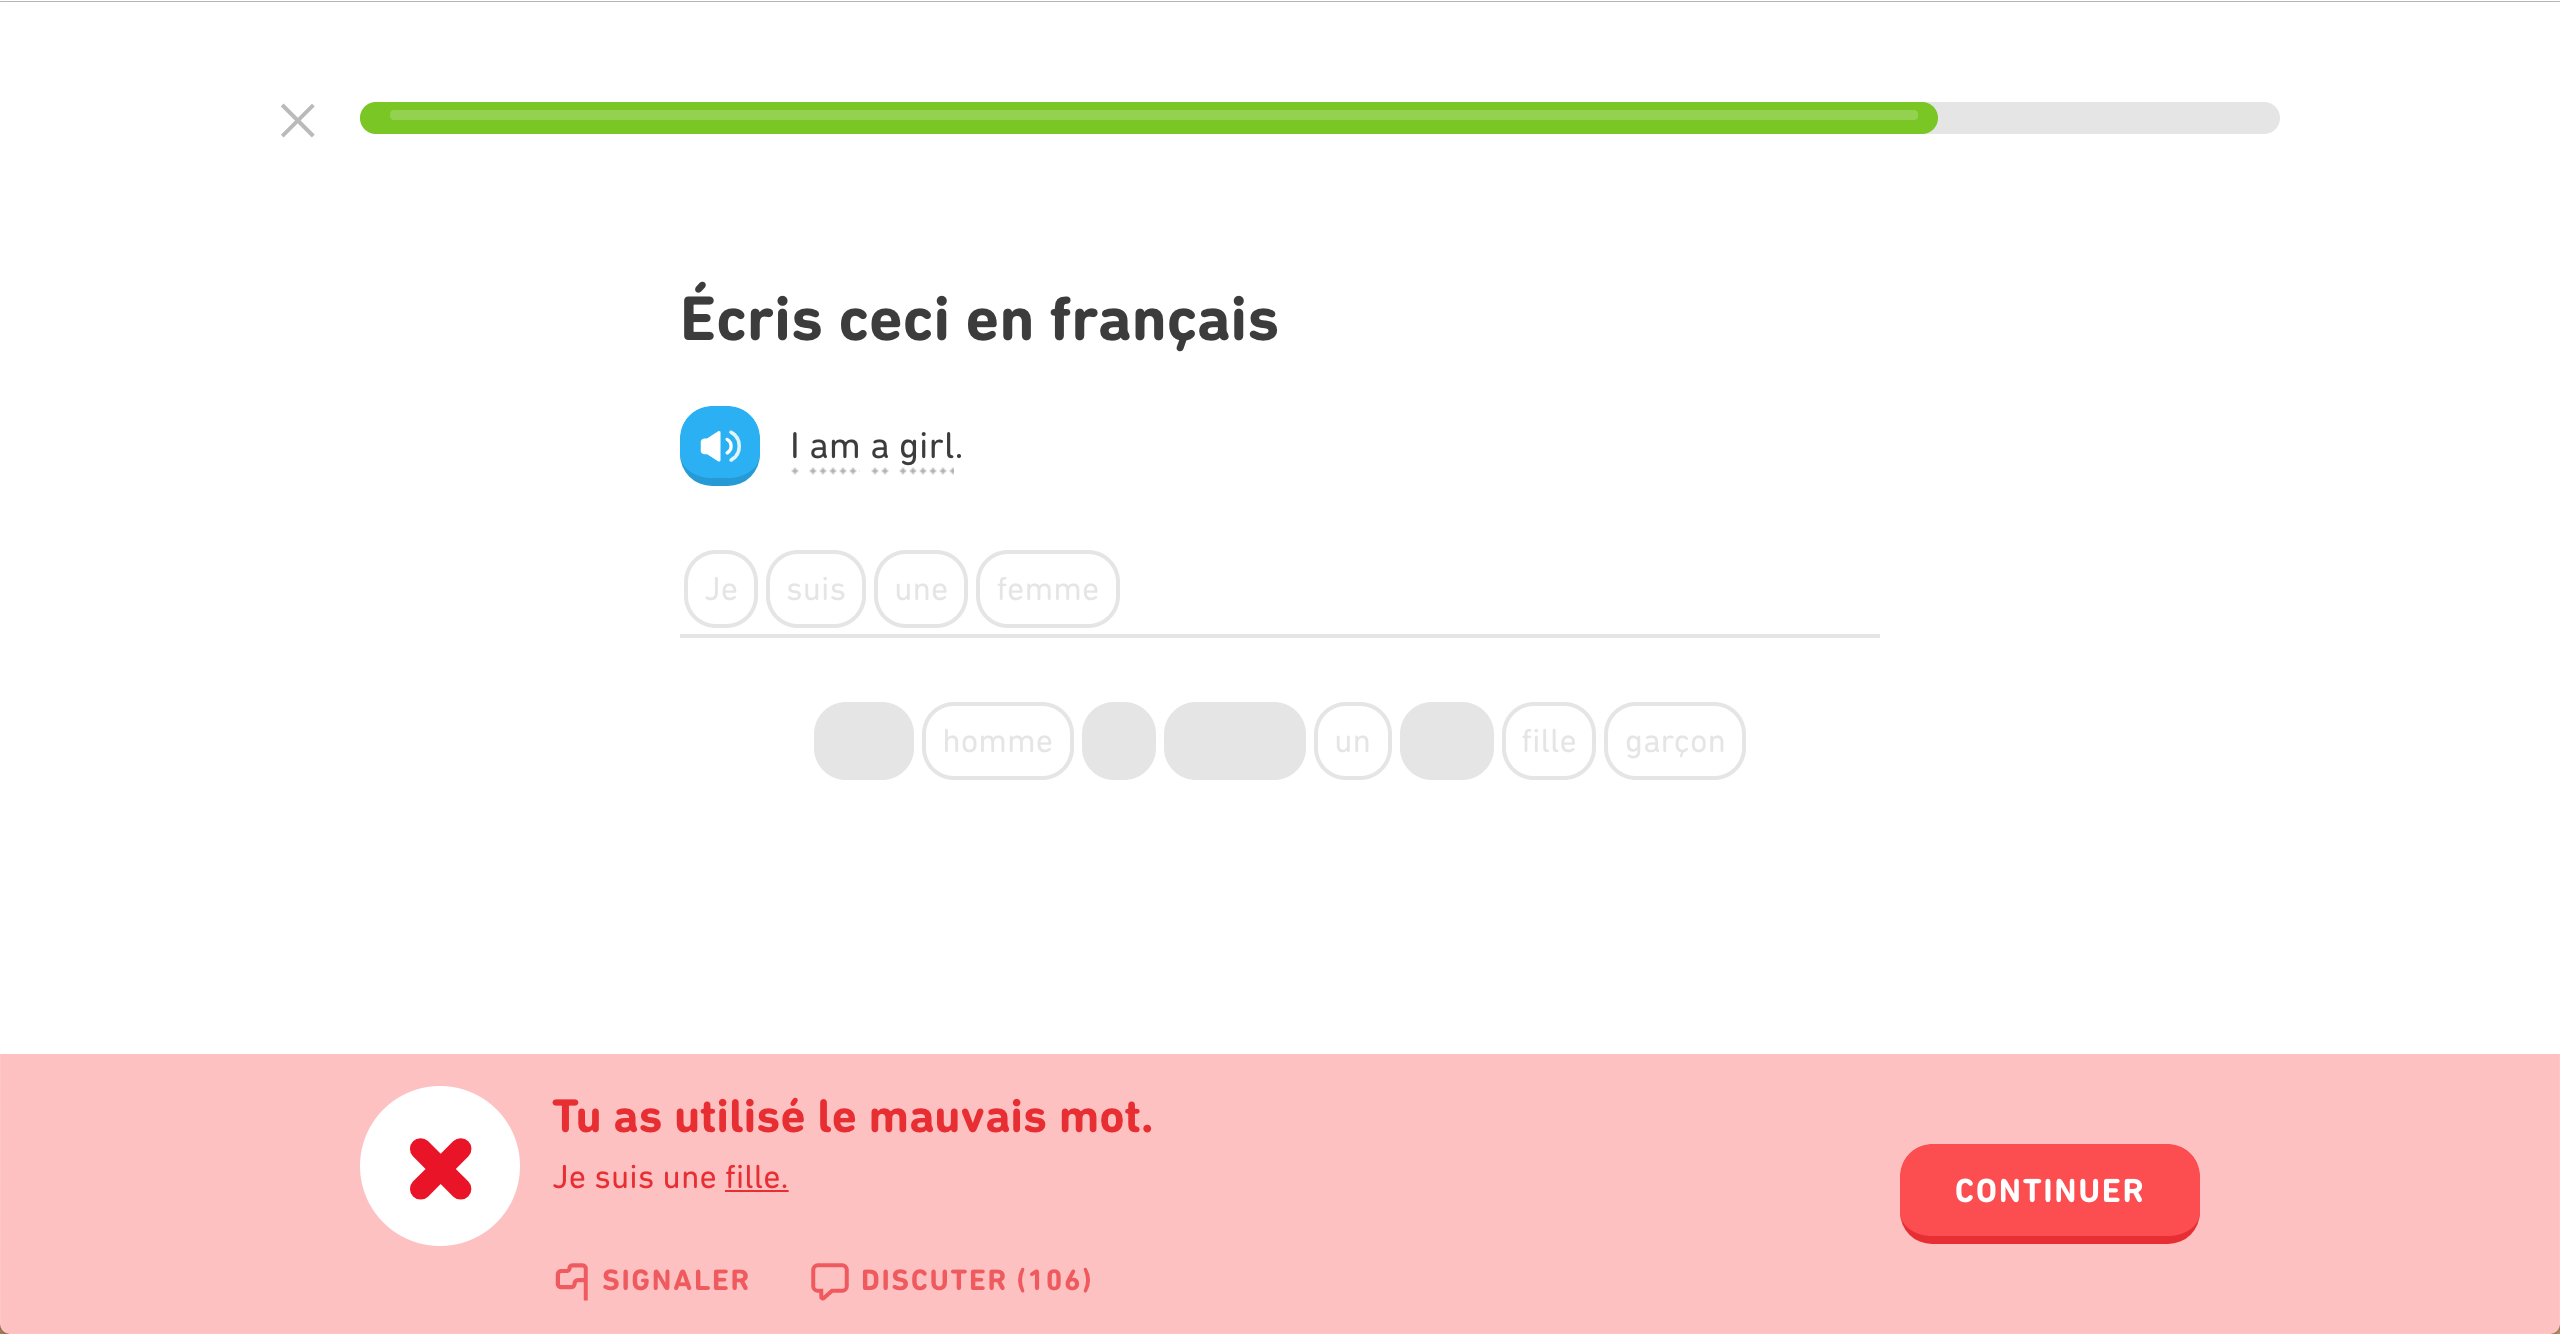 Écris ceci en français
I am a girl.
Je suis une femme
homme un fille garçon
Tu as utilisé le mauvais mot.
Je suis une fille.
CONTINUER
SIGNALER DISCUTER (106)